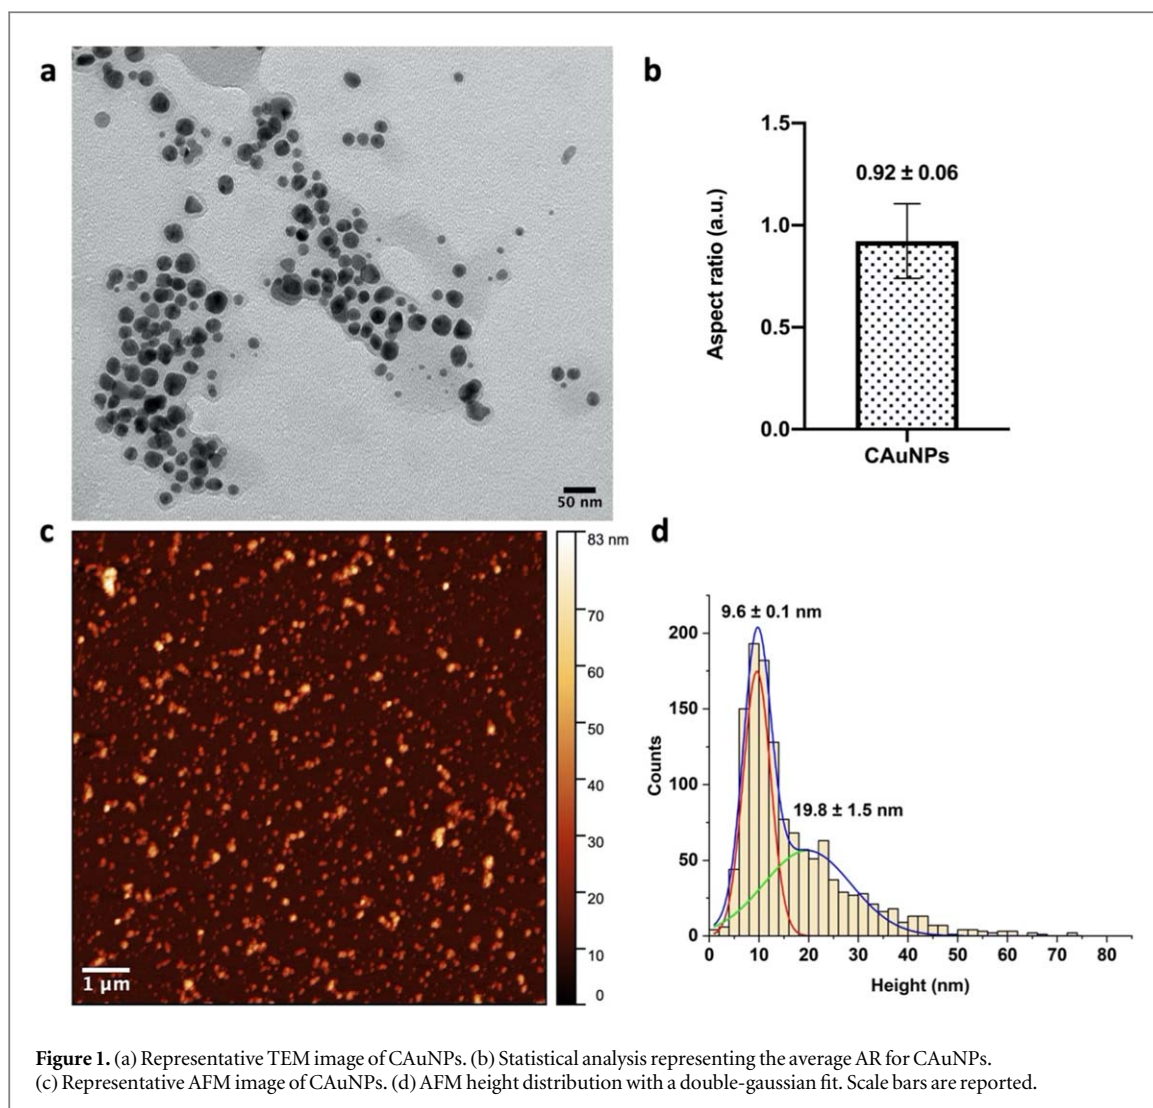 a
50 nm
b
1.5
1.0
0.5
0.0
Aspect ratio (a.u.)
0.92 ± 0.06
CAuNPs
c
1 µm
83 nm
70
60
50
40
30
20
10
0
d
9.6 ± 0.1 nm
19.8 ± 1.5 nm
200
150
100
50
0
Counts
0 10 20 30 40 50 60 70 80
Height (nm)
Figure 1. (a) Representative TEM image of CAuNPs. (b) Statistical analysis representing the average AR for CAuNPs.
(c) Representative AFM image of CAuNPs. (d) AFM height distribution with a double-gaussian fit. Scale bars are reported.